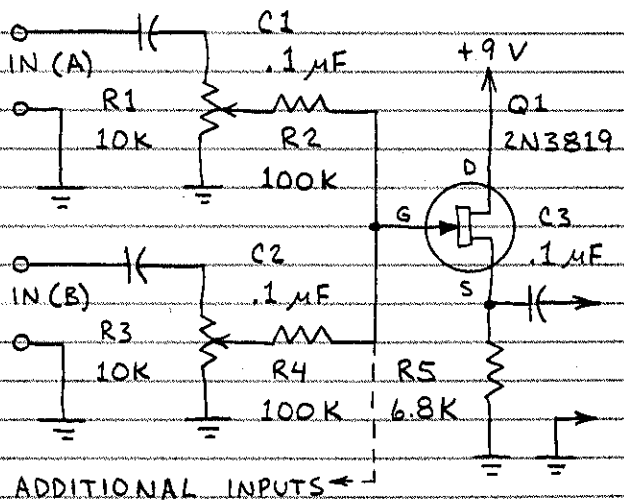 C1
.1 µF
IN (A)
R1
10K
R2
100K
+9 V
Q1
2N3819
D
G
S
C3
.1 µF
C2
.1 µF
IN (B)
R3
10K
R4
100K
R5
6.8K
ADDITIONAL INPUTS